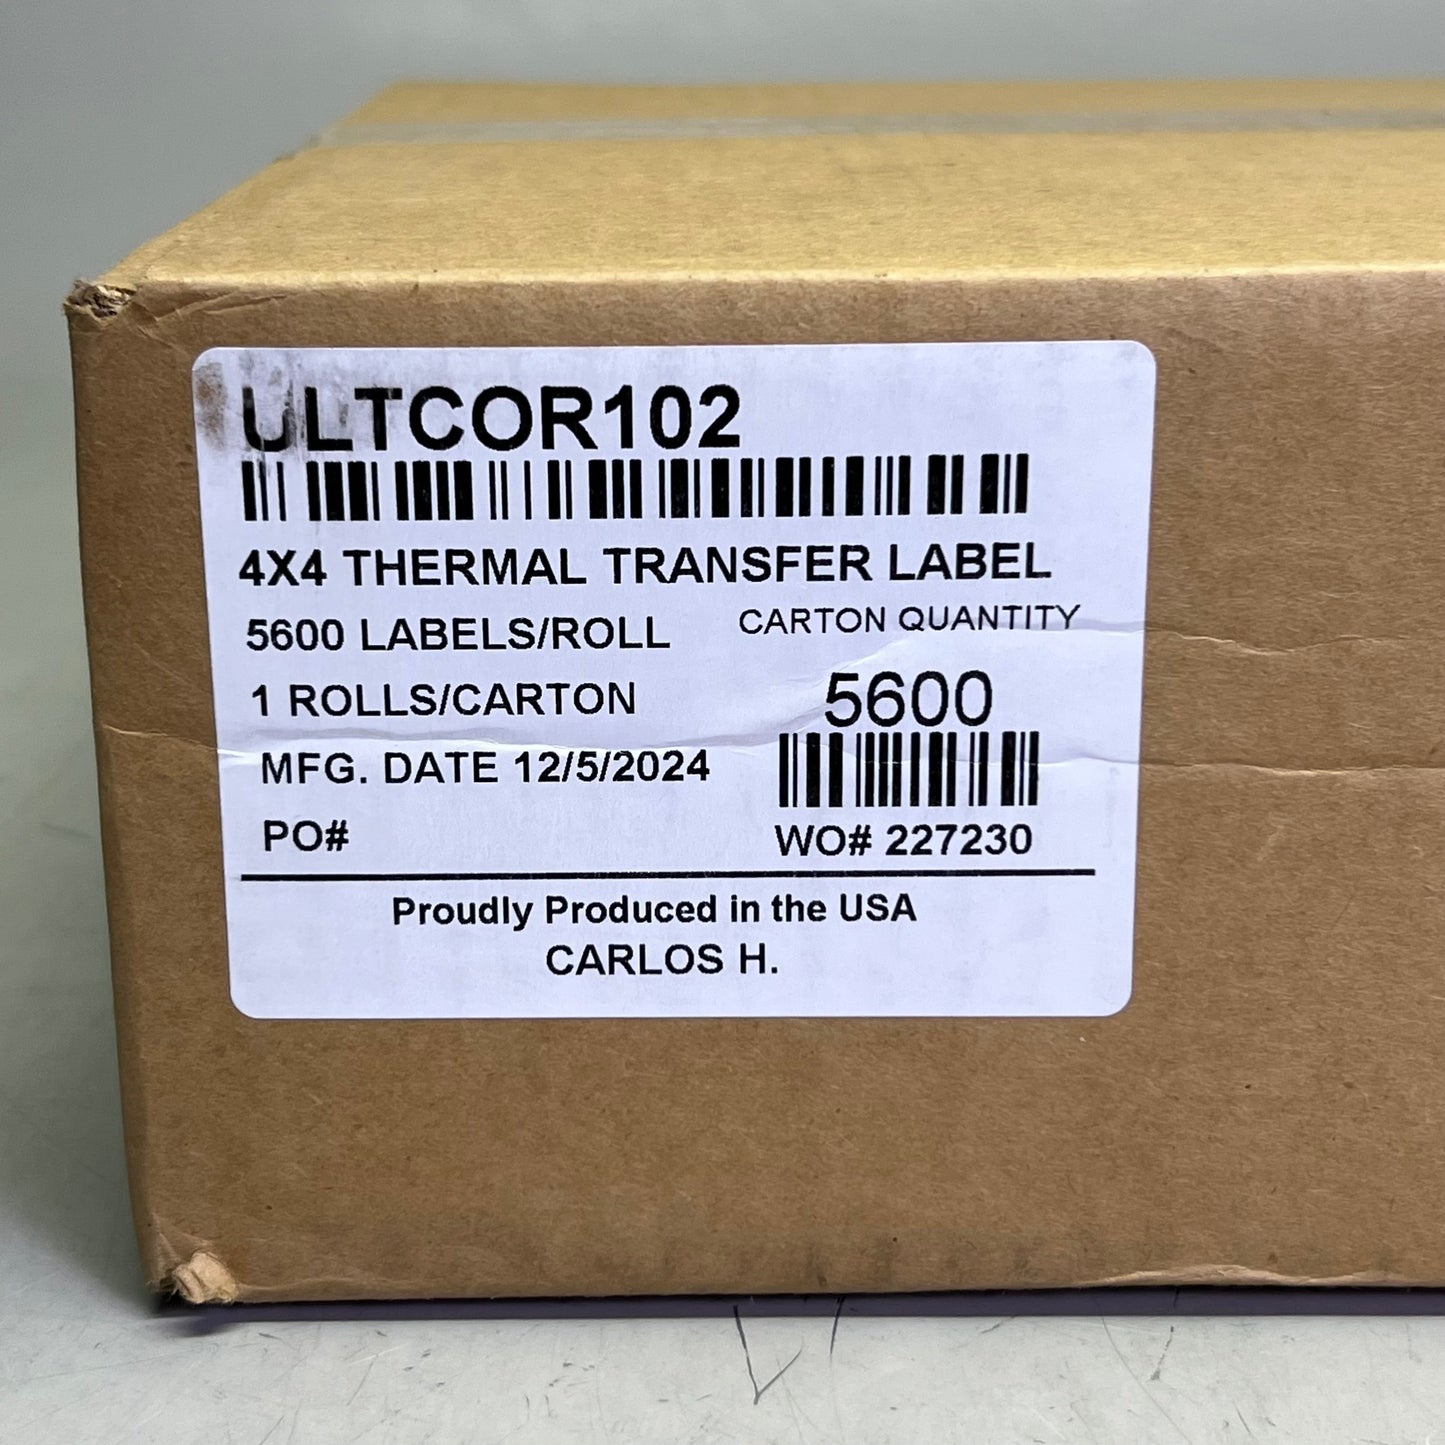 ULTCOR102
4X4 THERMAL TRANSFER LABEL
5600 LABELS/ROLL
CARTON QUANTITY
1 ROLLS/CARTON
5600
MFG. DATE 12/5/2024
PO#
WO# 227230
Proudly Produced in the USA
CARLOS H.